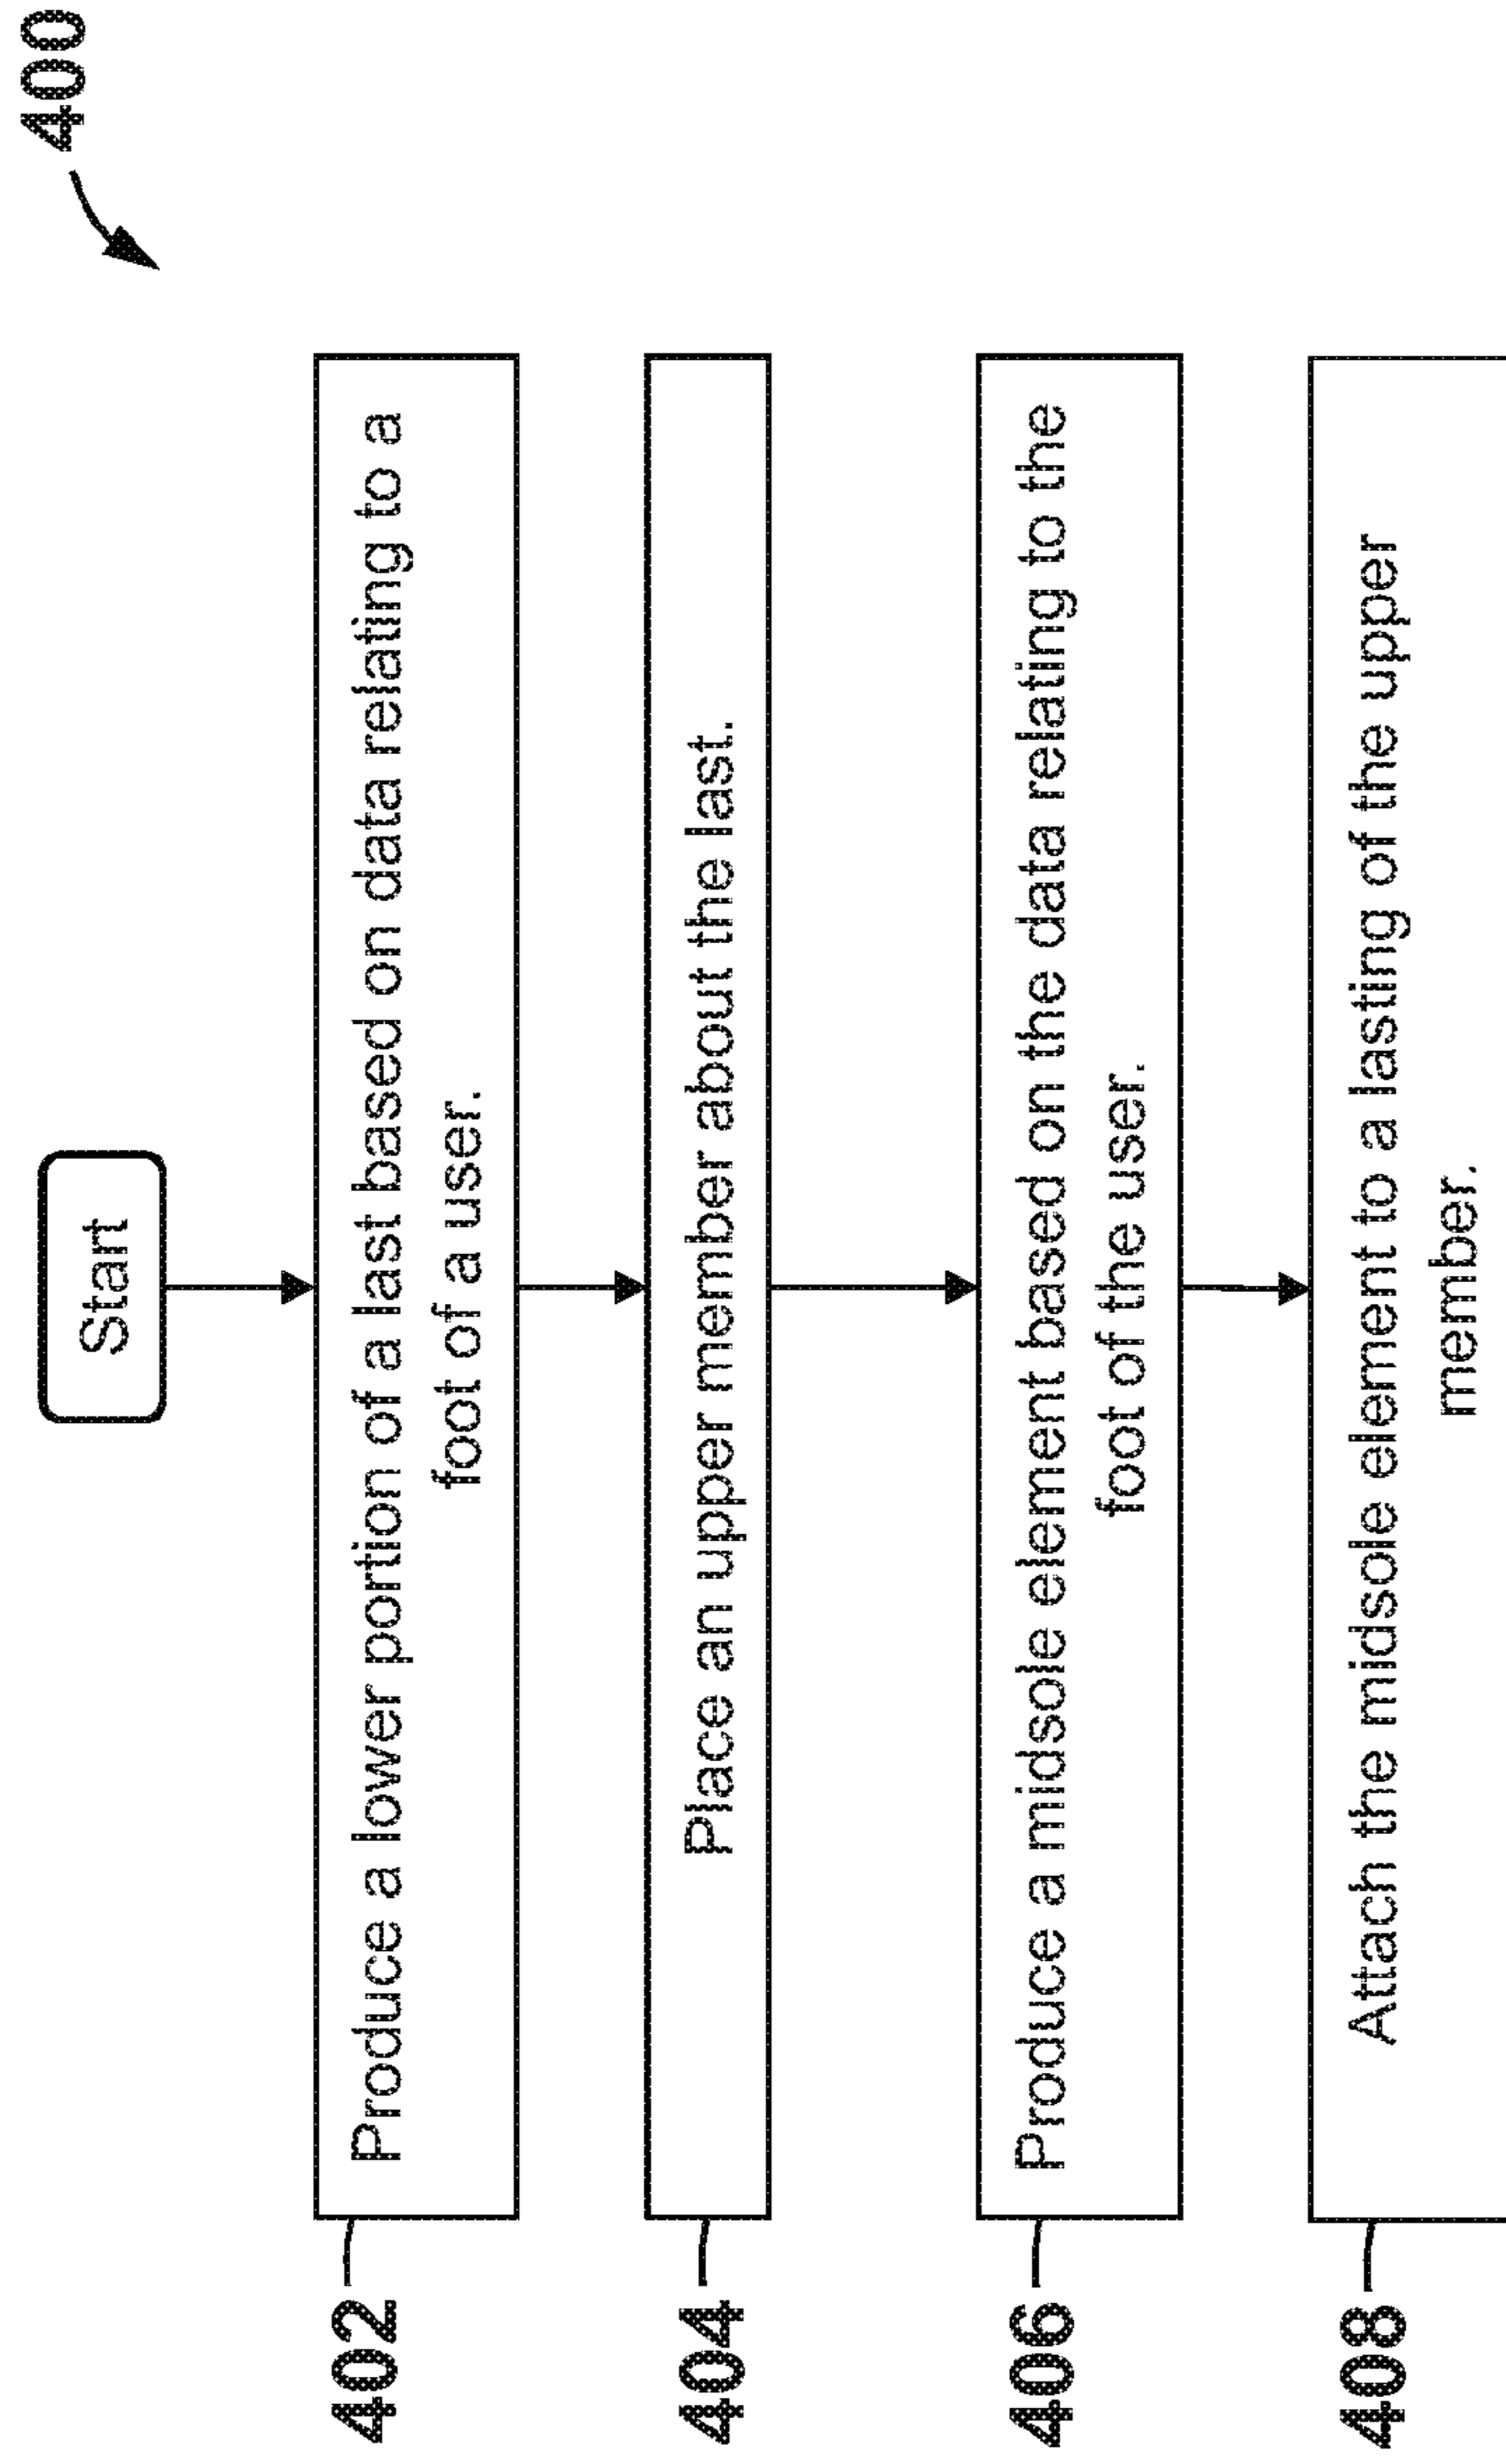 400
Start
402
Produce a lower portion of a last based on data relating to a
foot of a user.
404
Place an upper member about the last.
406
Produce a midsole element based on the data relating to the
foot of the user.
408
Attach the midsole element to a lasting of the upper
member.